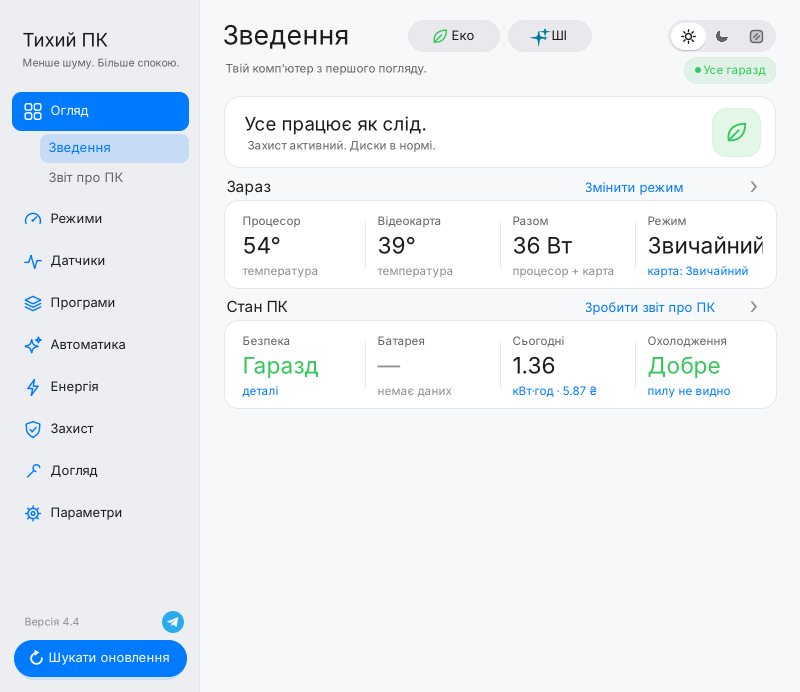 Тихий ПК
Менше шуму. Більше спокою.
Огляд
Зведення
Звіт про ПК
Режими
Датчики
Програми
Автоматика
Енергія
Захист
Догляд
Параметри
Версія 4.4
Шукати оновлення
Зведення
Еко
ШІ
Твій комп'ютер з першого погляду.
Усе гаразд
Усе працює як слід.
Захист активний. Диски в нормі.
Зараз
Змінити режим
Процесор
54°
температура
Відеокарта
39°
температура
Разом
36 Вт
процесор + карта
Режим
Звичайний
карта: Звичайний
Стан ПК
Зробити звіт про ПК
Безпека
Гаразд
деталі
Батарея
—
немає даних
Сьогодні
1.36
кВт·год · 5.87 ₴
Охолодження
Добре
пилу не видно